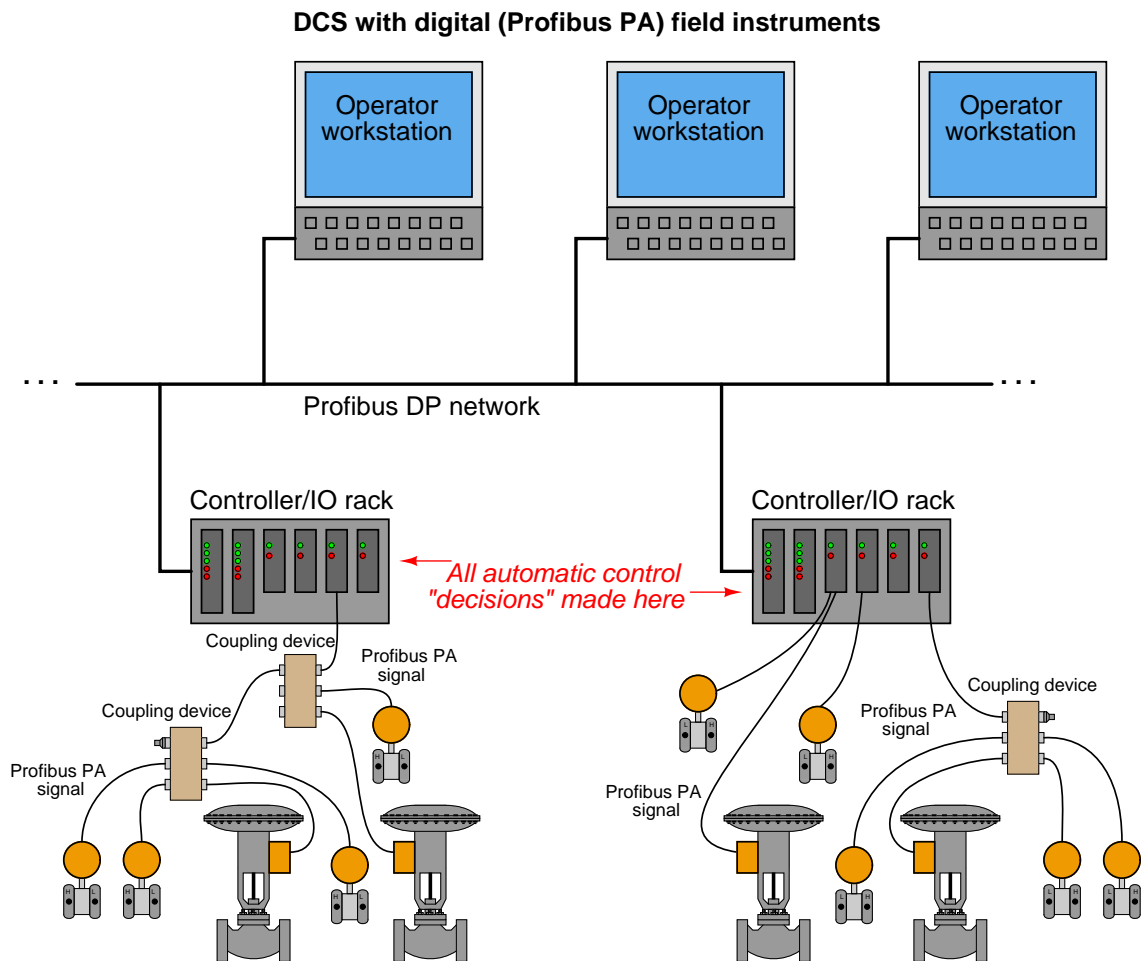 DCS with digital (Profibus PA) field instruments
Operator
workstation
Operator
workstation
Operator
workstation
. . .
. . .
Profibus DP network
Controller/IO rack
Controller/IO rack
All automatic control
"decisions" made here
Coupling device
Profibus PA
signal
Coupling device
Coupling device
Profibus PA
signal
Profibus PA
signal
Profibus PA
signal
L
H
L
H
H
L
L
H
H
L
H
L
H
L
L
H
L
H
L
H